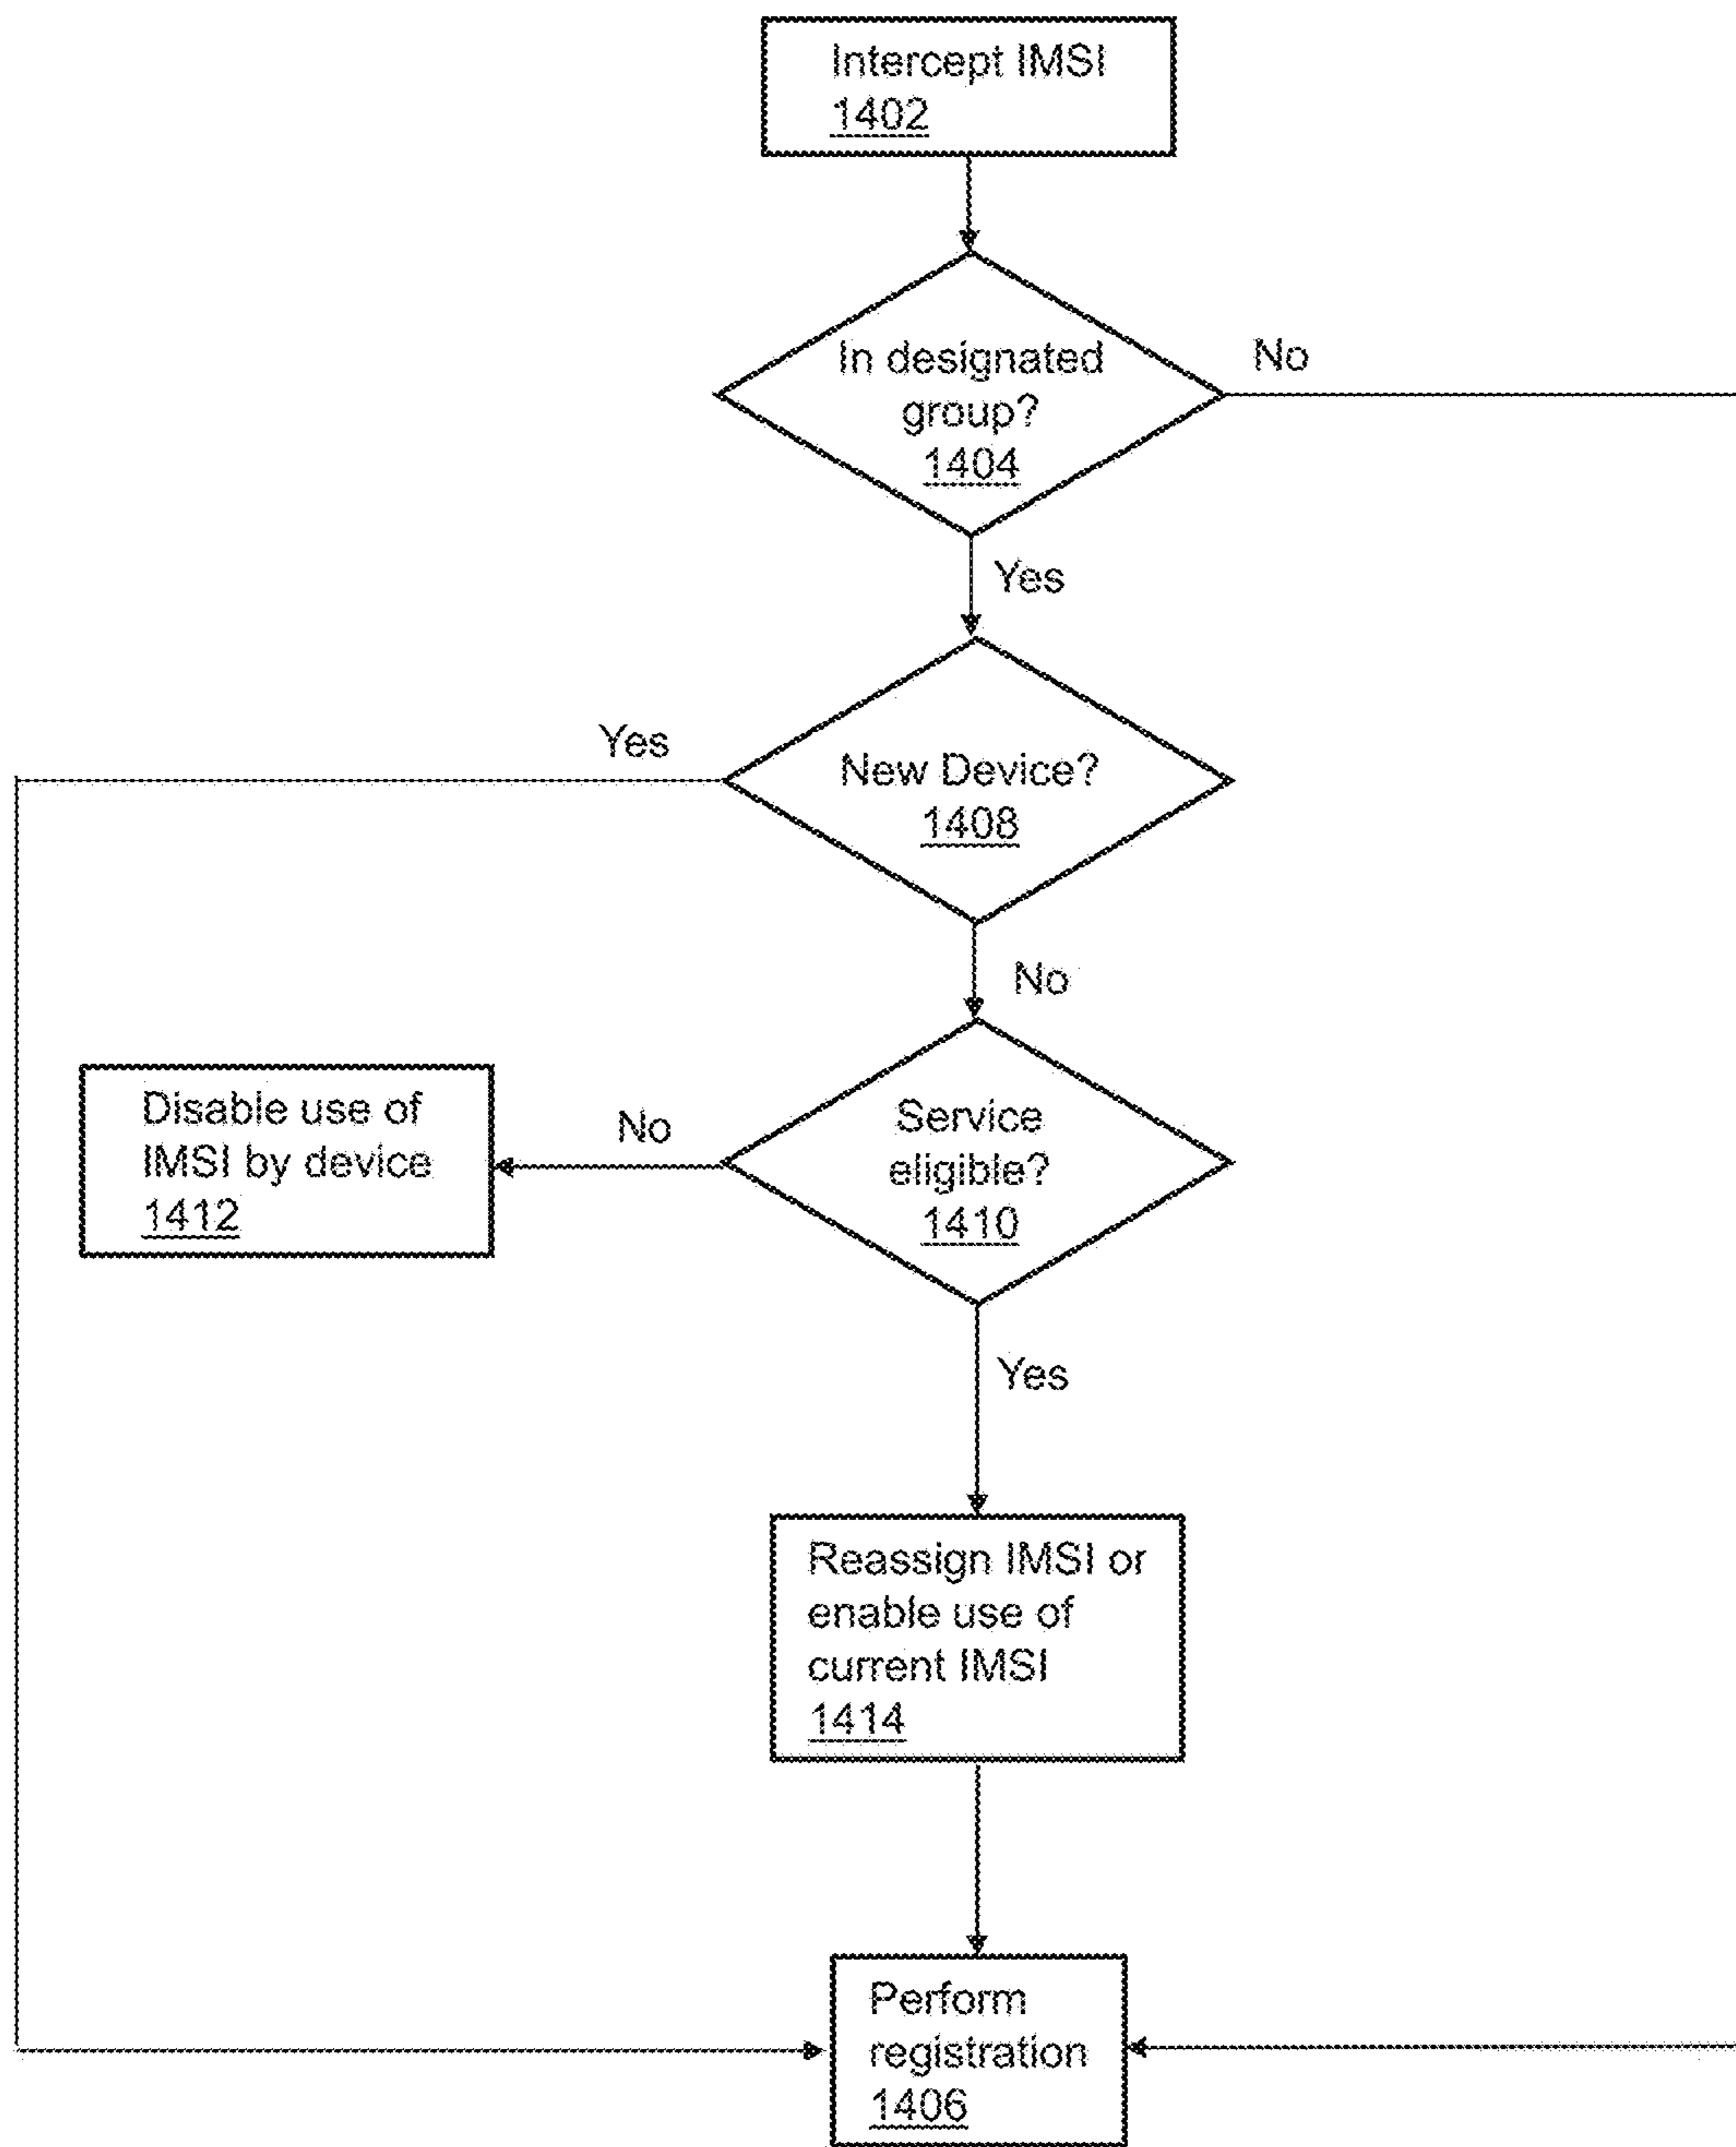 Intercept IMSI
1402
In designated
group?
1404
No
Yes
Yes
New Device?
1408
No
Disable use of
IMSI by device
1412
No
Service
eligible?
1410
Yes
Reassign IMSI or
enable use of
current IMSI
1414
Perform
registration
1406